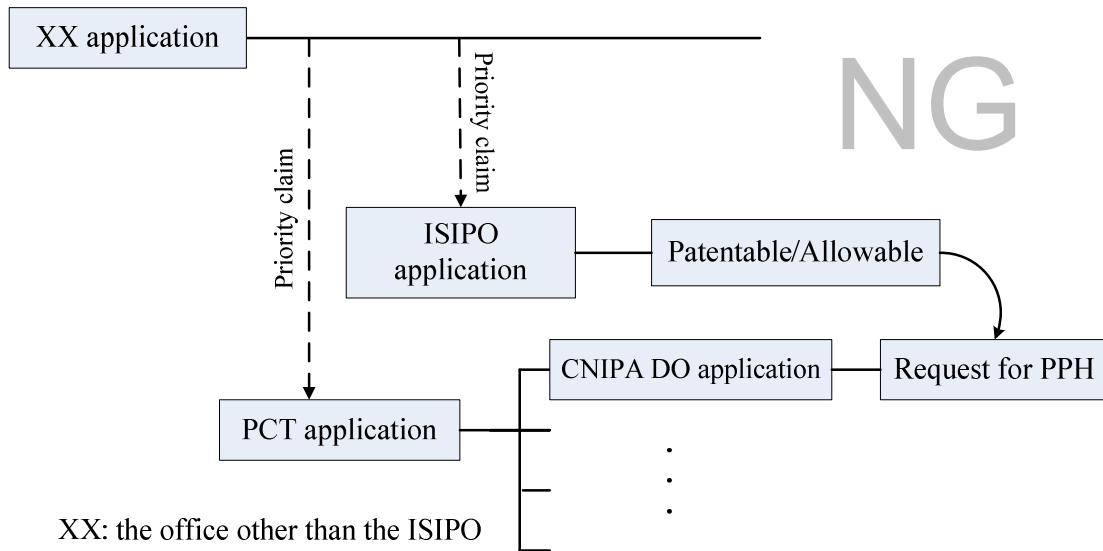 XX application
NG
Priority claim
Priority claim
ISIPO
application
Patentable/Allowable
CNIPA DO application
Request for PPH
PCT application
XX: the office other than the ISIPO